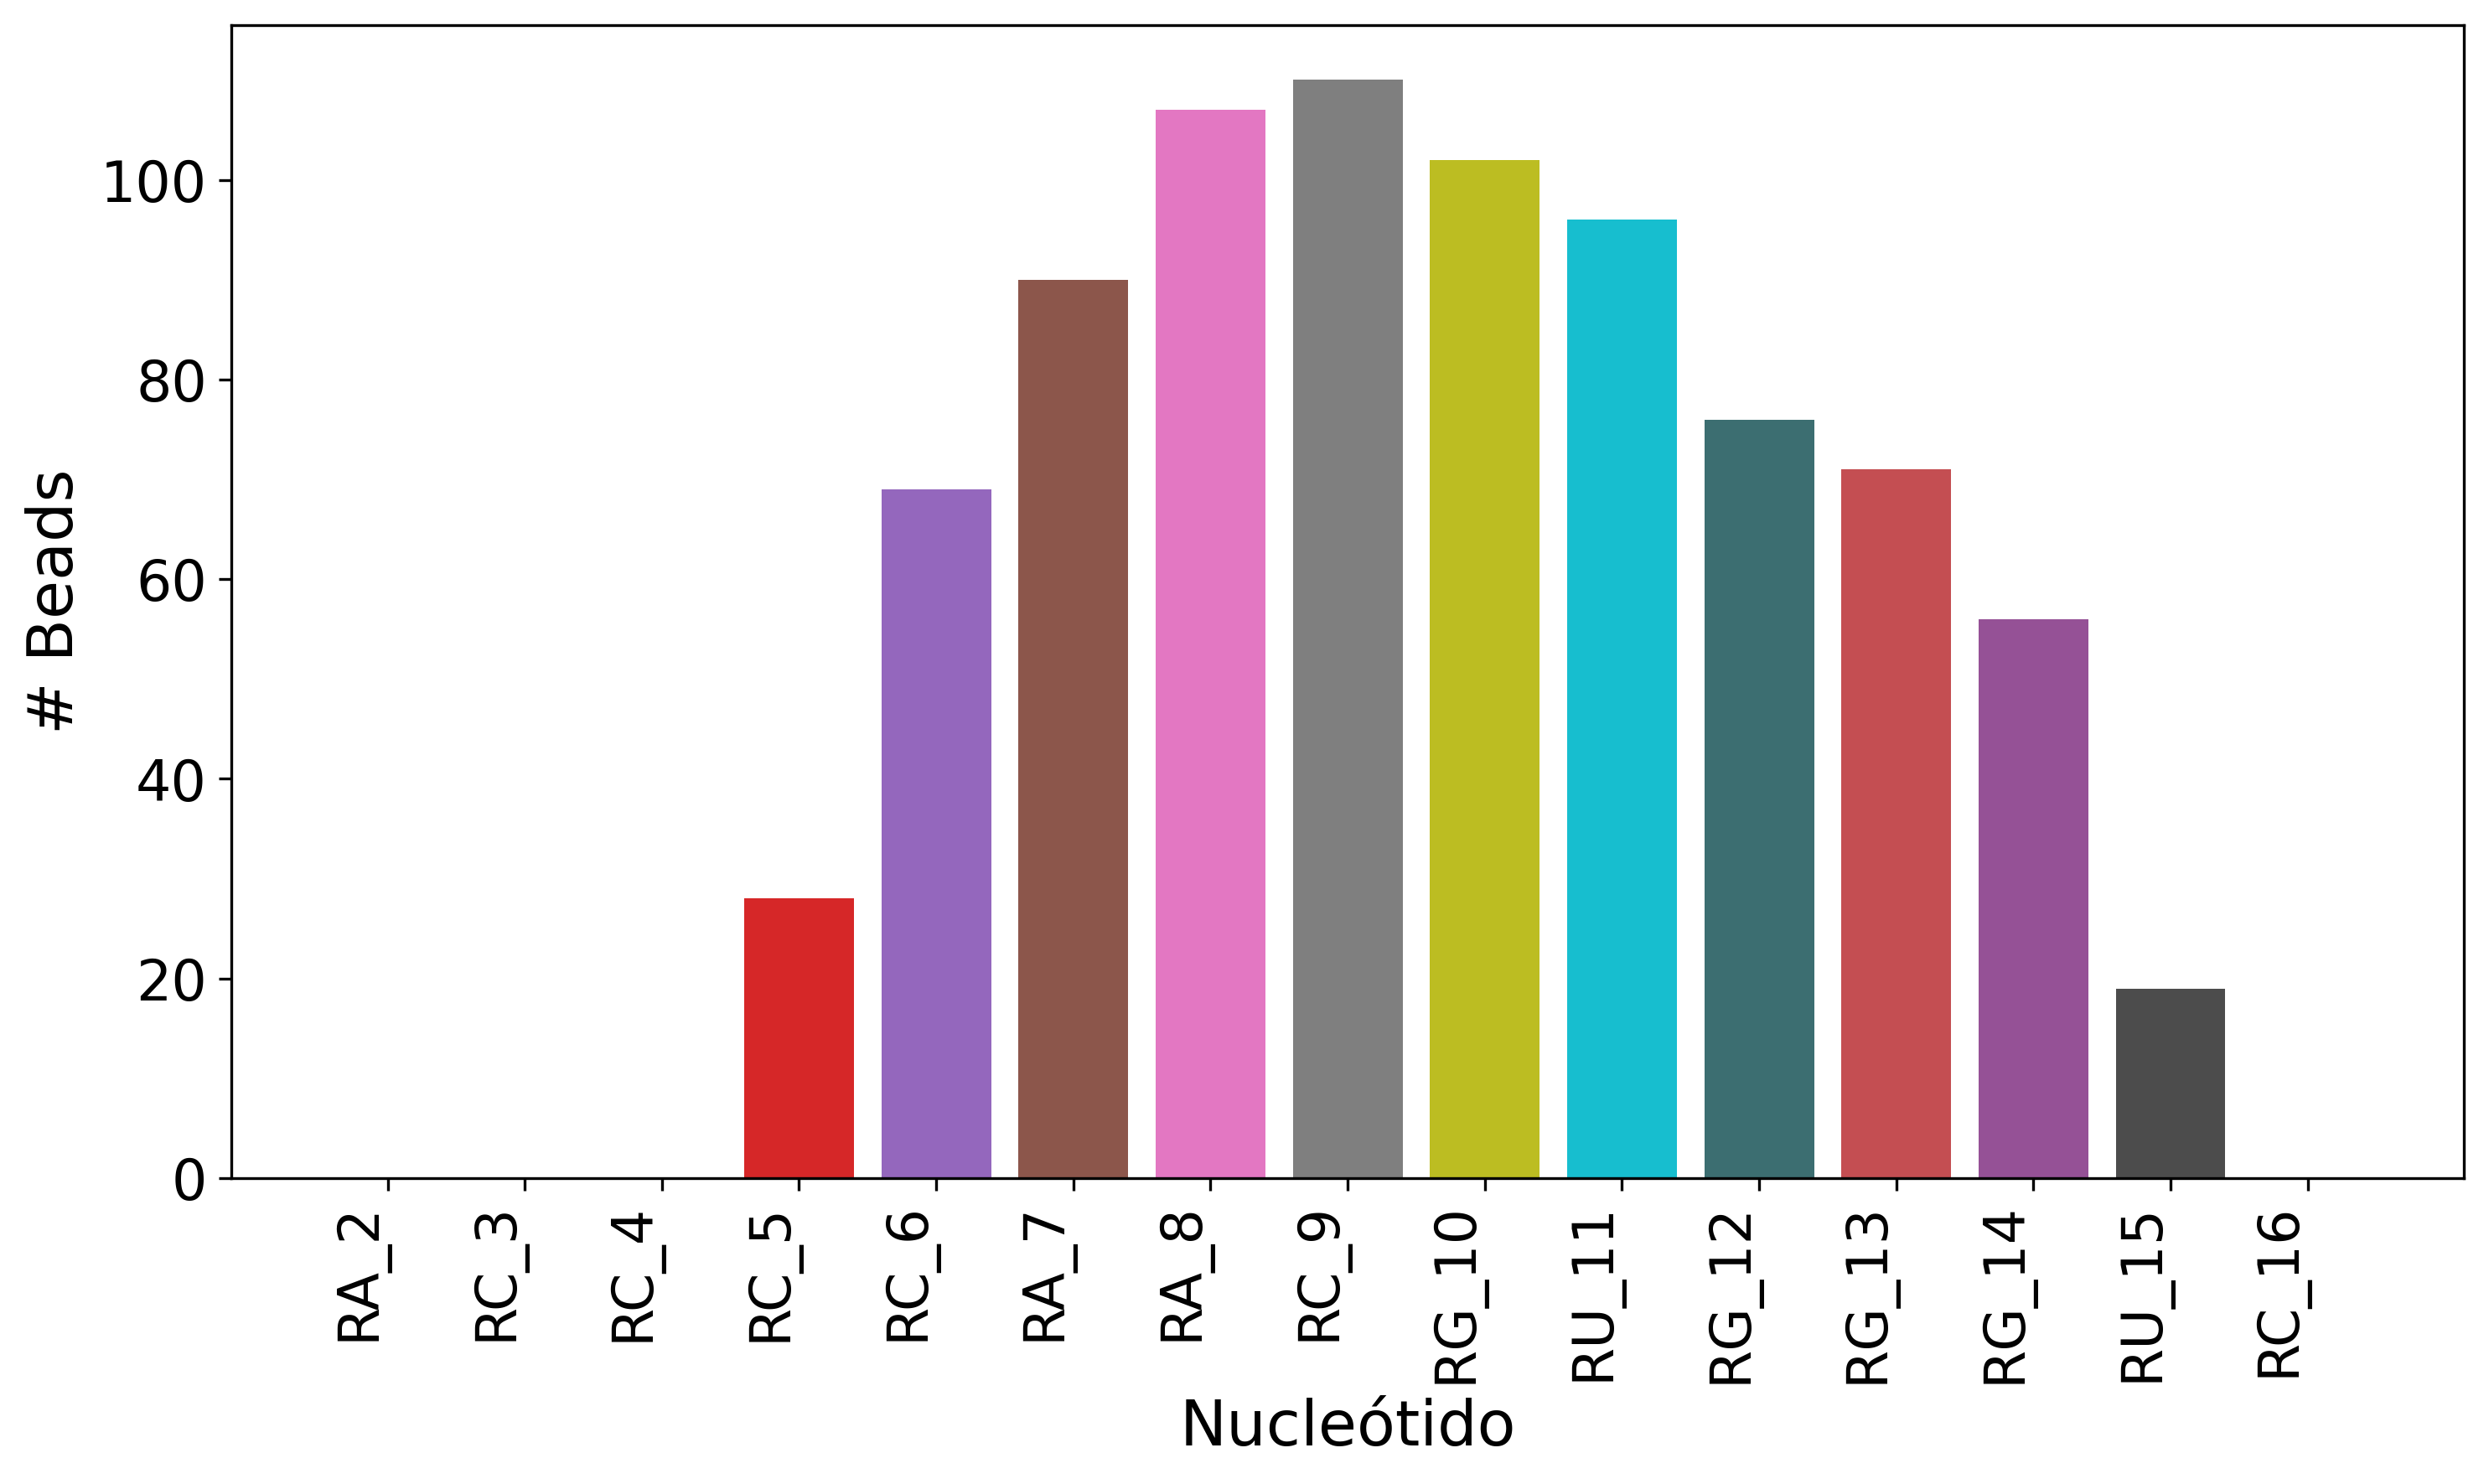 # Beads
100
80
60
40
20
0
RA_2
RC_3
RC_4
RC_5
RC_6
RA_7
RA_8
RC_9
RG_10
RU_11
RG_12
RG_13
RG_14
RU_15
RC_16
Nucleótido